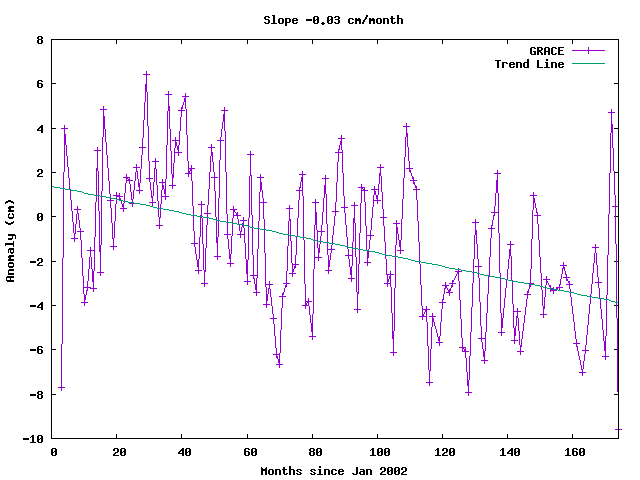 Slope -0.03 cm/month
GRACE
Trend Line
8
6
4
2
0
-2
-4
-6
-8
-10
Anomaly (cm)
0 20 40 60 80 100 120 140 160
Months since Jan 2002